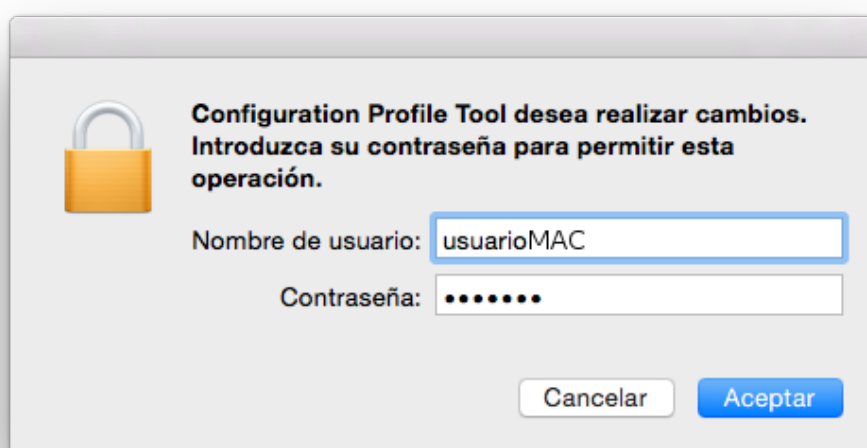 Configuration Profile Tool desea realizar cambios.
Introduzca su contraseña para permitir esta
operación.
Nombre de usuario: usuarioMAC
Contraseña: •••••••
Cancelar Aceptar